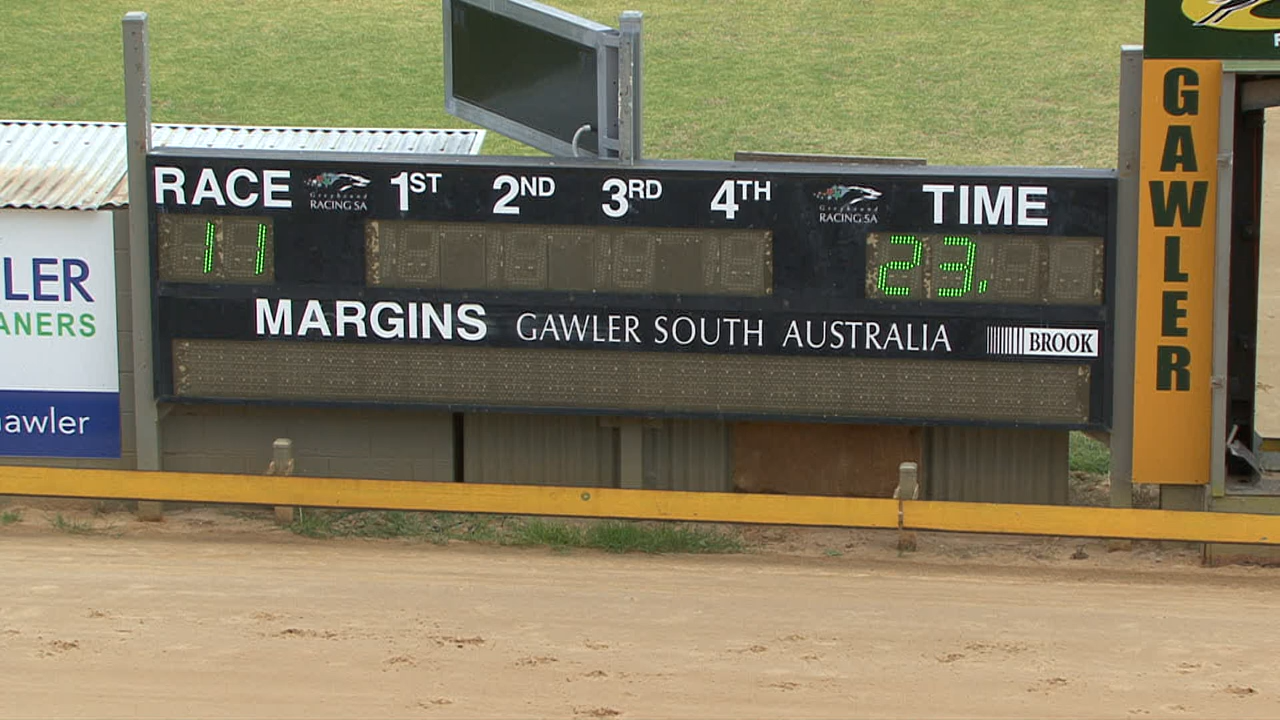 RACE
Greyhound
RACING SA
1ST
2ND
3RD
4TH
Greyhound
RACING SA
TIME
11
23.
MARGINS
GAWLER SOUTH AUSTRALIA
BROOK
LER
ANERS
awler
GAWLER